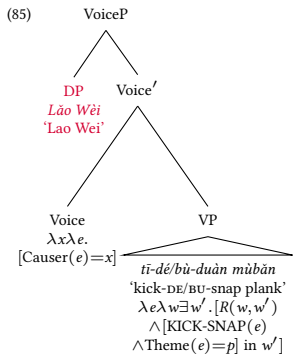 (85) VoiceP
DP Voice′
Lǎo Wèi
‘Lao Wei’
Voice VP
λxλe.
[Causer(e)=x]
tī-dé/bù-duàn mùbǎn
‘kick-DE/BU-snap plank’
λeλw∃w′.[R(w,w′)
∧[KICK-SNAP(e)
∧Theme(e)=p] in w′]